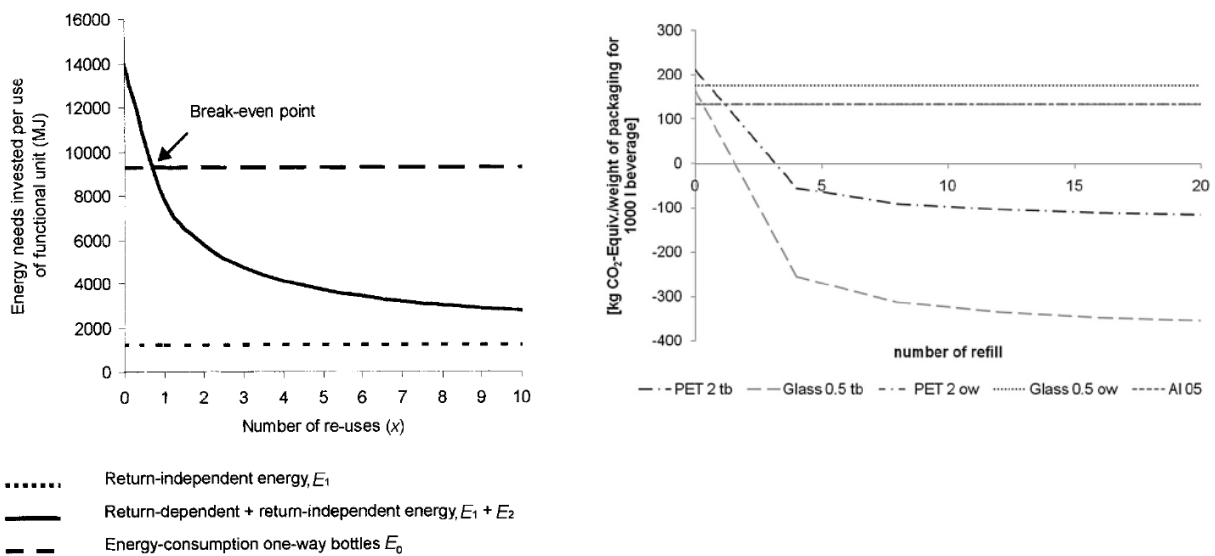 16000
14000
12000
10000
8000
6000
4000
2000
0
Energy needs invested per use
of functional unit (MJ)
Break-even point
0 1 2 3 4 5 6 7 8 9 10
Number of re-uses (x)
Return-independent energy, E₁
Return-dependent + return-independent energy, E₁ + E₂
Energy-consumption one-way bottles E₀
300
200
100
0
-100
-200
-300
-400
[kg CO₂-Equiv./weight of packaging for
1000 l beverage]
0 5 10 15 20
number of refill
PET 2 tb Glass 0.5 tb PET 2 ow Glass 0.5 ow Al 05